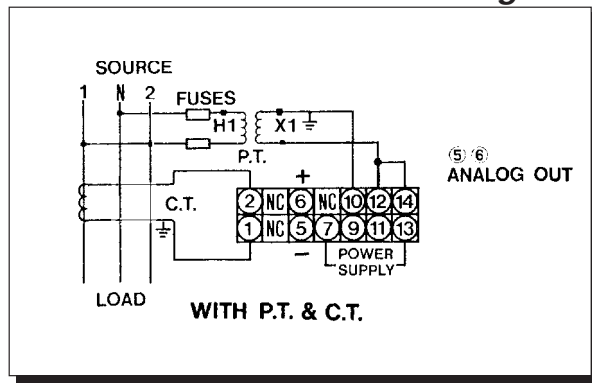 SOURCE
1 N 2
FUSES
H1 X1
P.T.
5 6
ANALOG OUT
C.T.
+
2 NC 6 NC 10 12 14
1 NC 5 7 9 11 13
−
POWER
SUPPLY
LOAD
WITH P.T. & C.T.